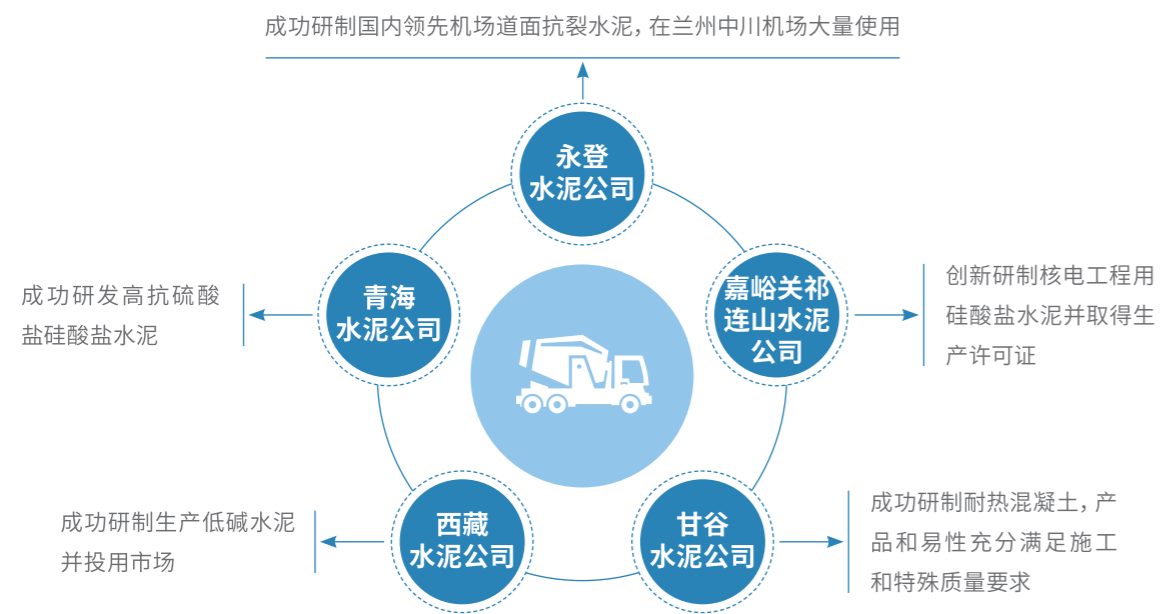 成功研制国内领先机场道面抗裂水泥，在兰州中川机场大量使用
永登
水泥公司
青海
水泥公司
成功研发高抗硫酸
盐硅酸盐水泥
嘉峪关祁
连山水泥
公司
创新研制核电工程用
硅酸盐水泥并取得生
产许可证
西藏
水泥公司
成功研制生产低碱水泥
并投用市场
甘谷
水泥公司
成功研制耐热混凝土，产
品和易性充分满足施工
和特殊质量要求